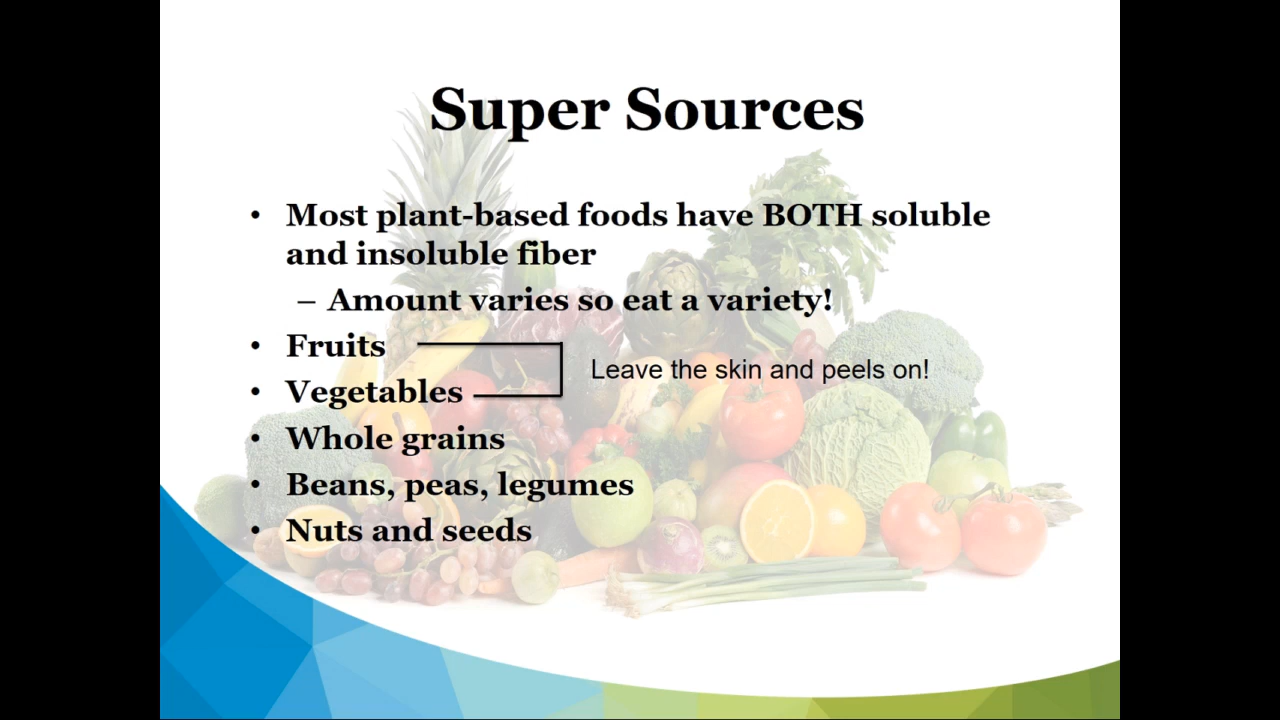 Super Sources
• Most plant-based foods have BOTH soluble
and insoluble fiber
– Amount varies so eat a variety!
• Fruits
Leave the skin and peels on!
• Vegetables
• Whole grains
• Beans, peas, legumes
• Nuts and seeds